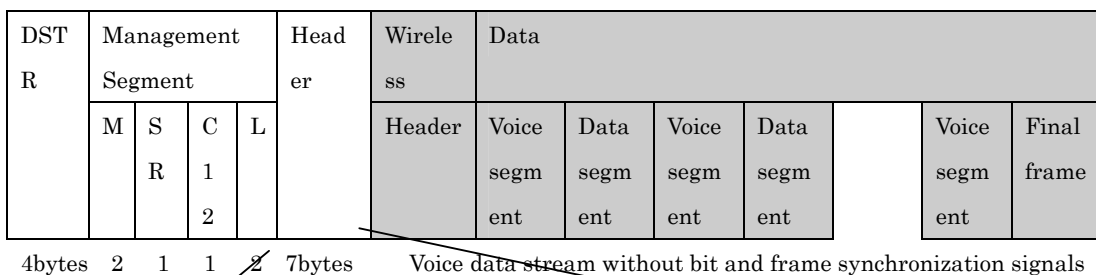 DST Management Head Wirele Data
R Segment er ss
M S C L Header Voice Data Voice Data Voice Final
R 1 segm segm segm segm segm frame
2 ent ent ent ent ent
4bytes 2 1 1 2 7bytes Voice data stream without bit and frame synchronization signals